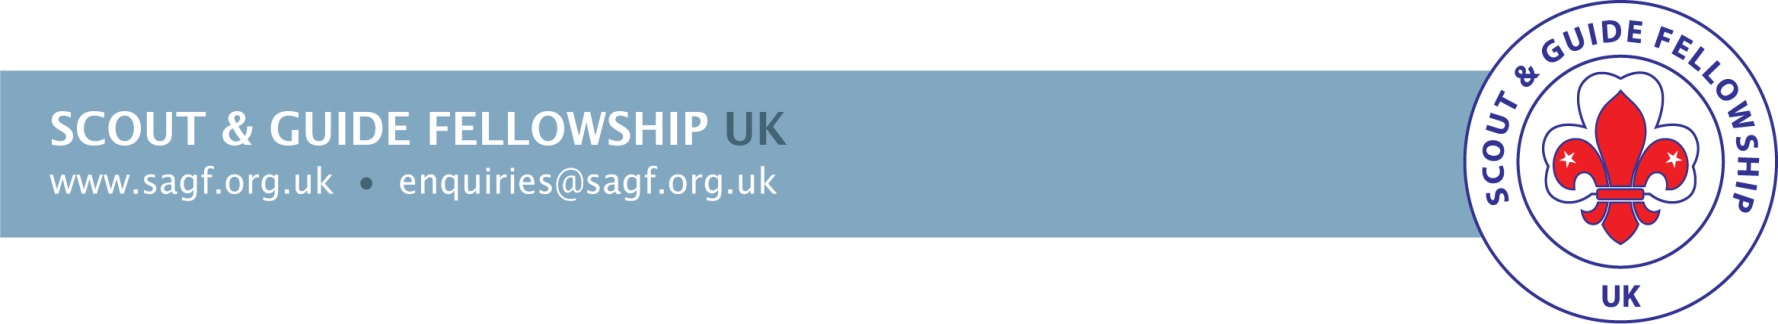 SCOUT & GUIDE FELLOWSHIP UK
www.sagf.org.uk • enquiries@sagf.org.uk
SCOUT & GUIDE FELLOWSHIP
UK